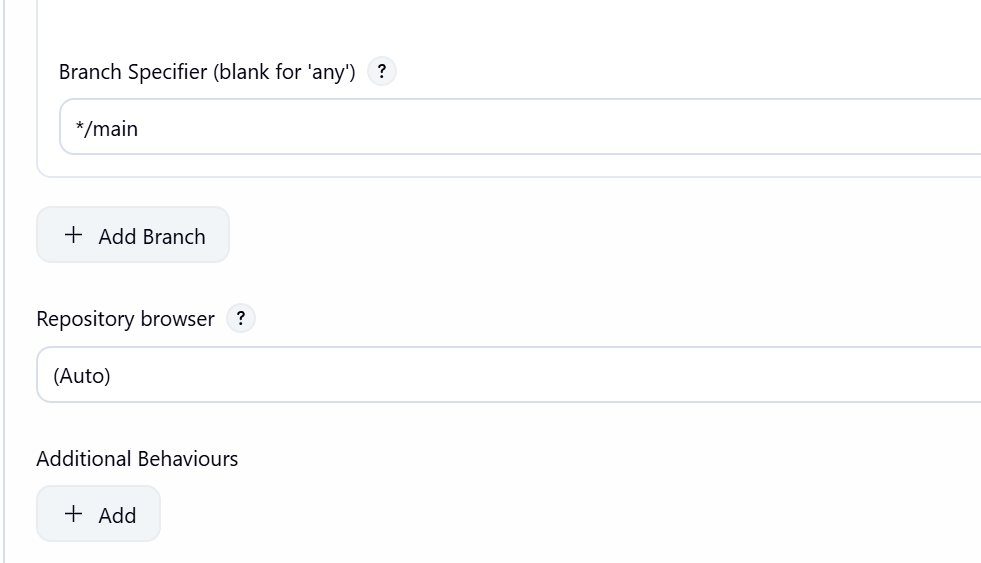 Branch Specifier (blank for 'any') ?
*/main
+ Add Branch
Repository browser ?
(Auto)
Additional Behaviours
+ Add